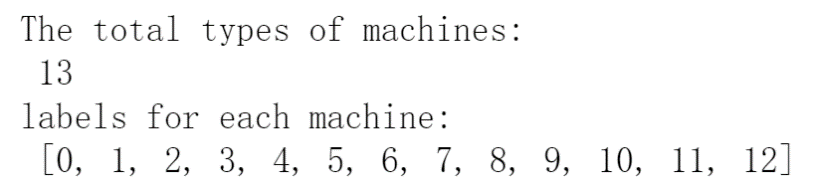 The total types of machines:
13
labels for each machine:
[0, 1, 2, 3, 4, 5, 6, 7, 8, 9, 10, 11, 12]